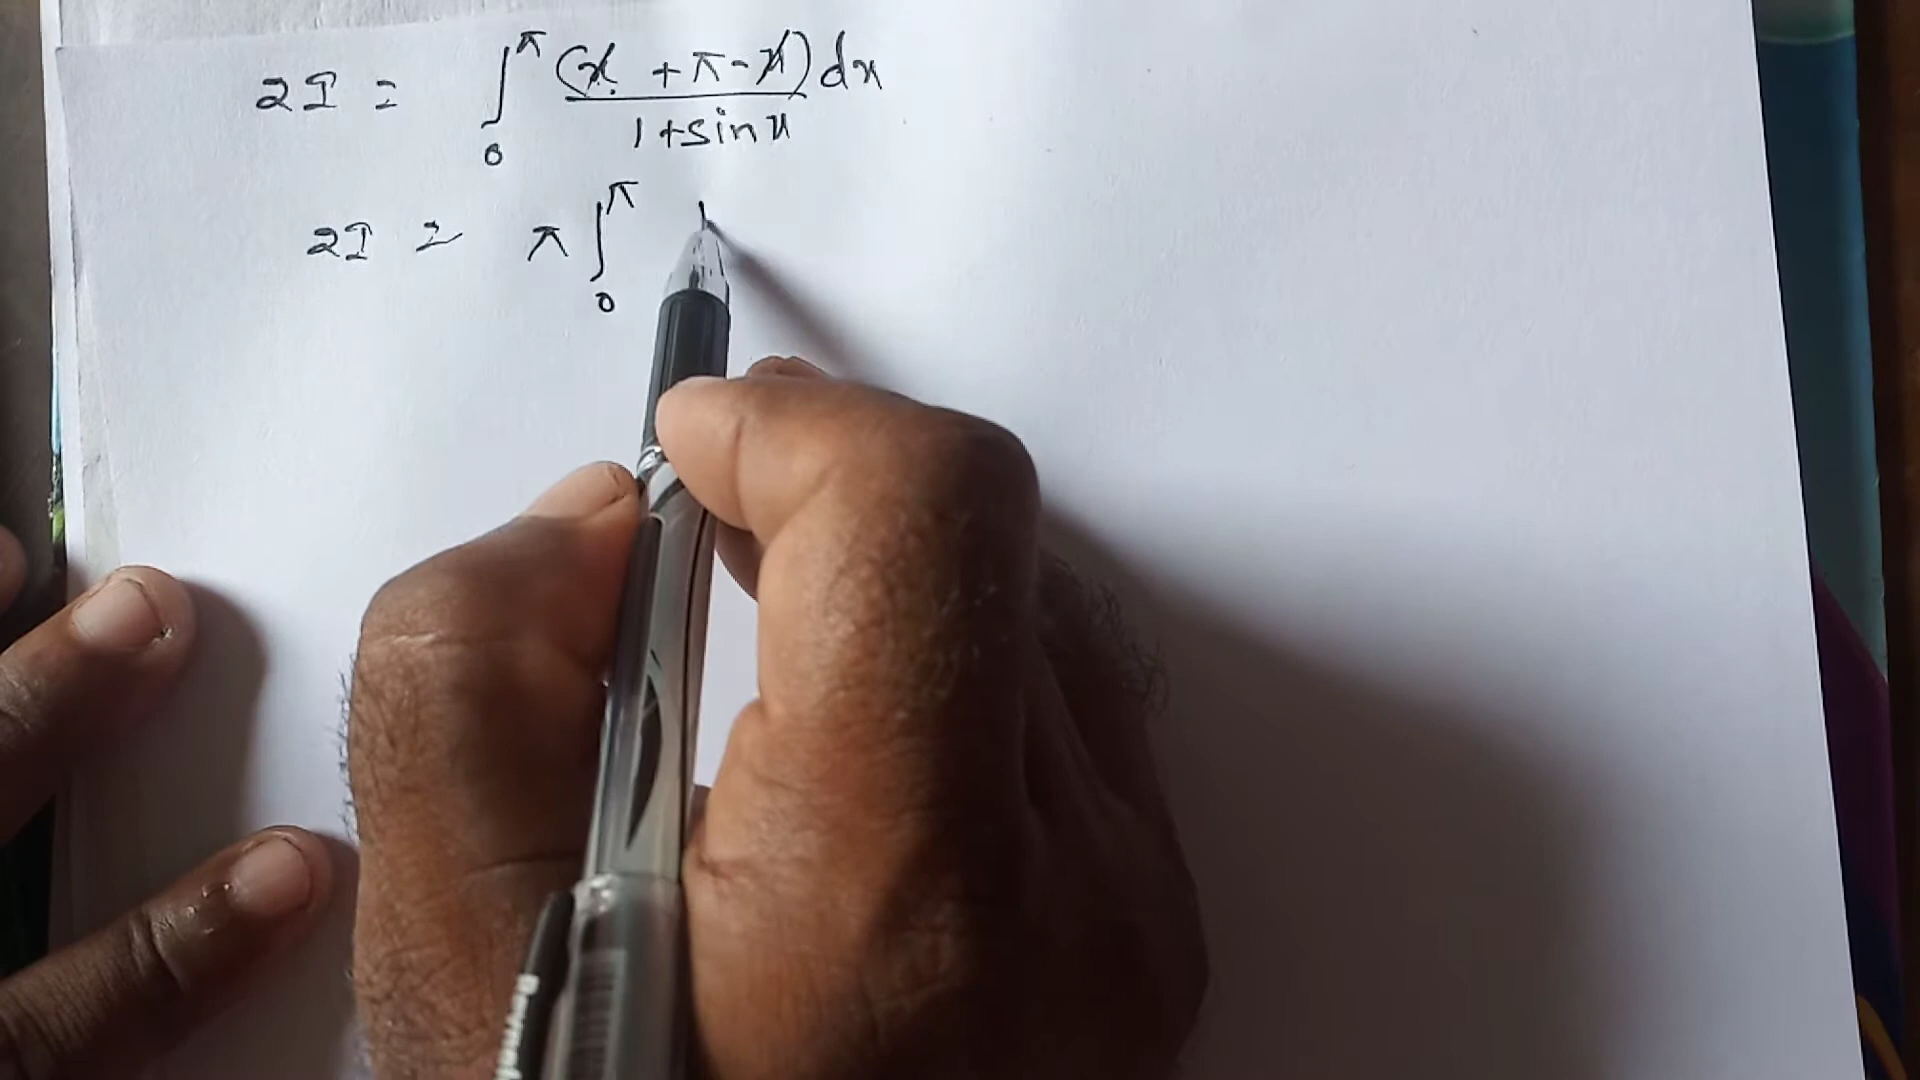 2I = ∫₀^π (x + π - x) dx / 1 + sin x
2I = π ∫₀^π 1